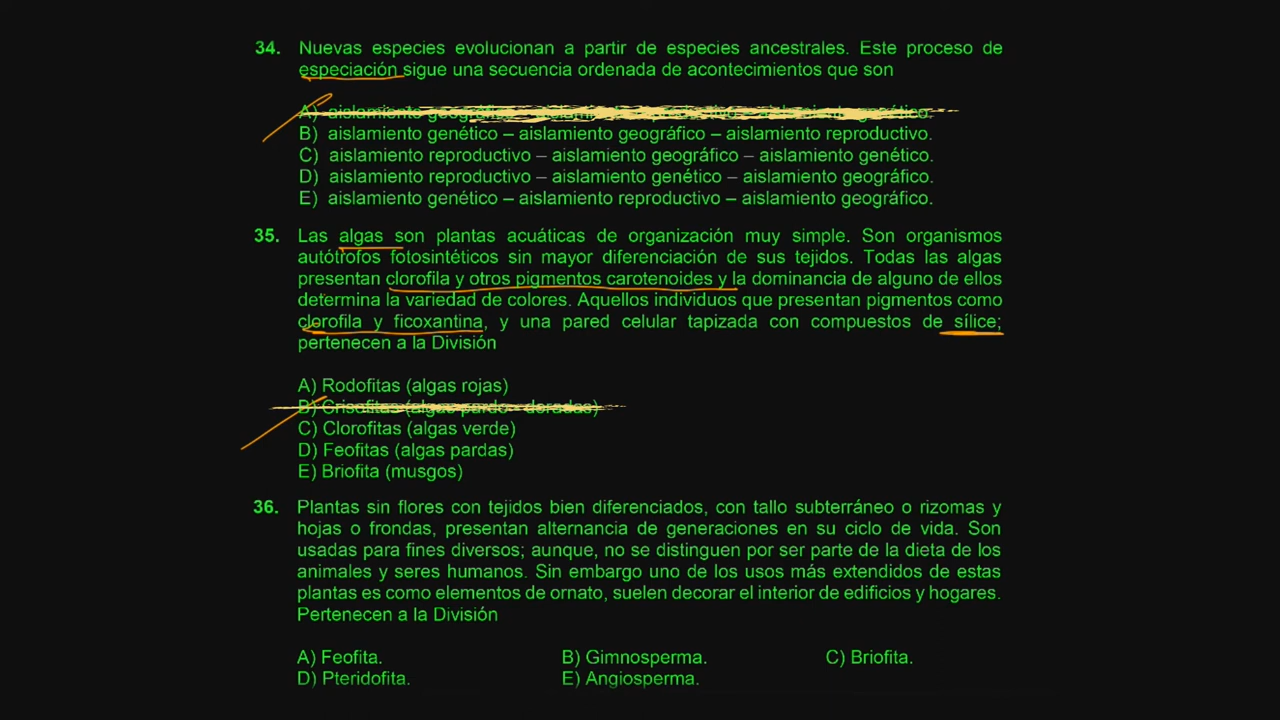 34. Nuevas especies evolucionan a partir de especies ancestrales. Este proceso de
especiación sigue una secuencia ordenada de acontecimientos que son
A) aislamiento
B) aislamiento genético – aislamiento geográfico – aislamiento reproductivo.
C) aislamiento reproductivo – aislamiento geográfico – aislamiento genético.
D) aislamiento reproductivo – aislamiento genético – aislamiento geográfico.
E) aislamiento genético – aislamiento reproductivo – aislamiento geográfico.
35. Las algas son plantas acuáticas de organización muy simple. Son organismos
autótrofos fotosintéticos sin mayor diferenciación de sus tejidos. Todas las algas
presentan clorofila y otros pigmentos carotenoides y la dominancia de alguno de ellos
determina la variedad de colores. Aquellos individuos que presentan pigmentos como
clorofila y ficoxantina, y una pared celular tapizada con compuestos de sílice;
pertenecen a la División
A) Rodofitas (algas rojas)
B) Crisofitas (algas pardo - doradas)
C) Clorofitas (algas verde)
D) Feofitas (algas pardas)
E) Briofita (musgos)
36. Plantas sin flores con tejidos bien diferenciados, con tallo subterráneo o rizomas y
hojas o frondas, presentan alternancia de generaciones en su ciclo de vida. Son
usadas para fines diversos; aunque, no se distinguen por ser parte de la dieta de los
animales y seres humanos. Sin embargo uno de los usos más extendidos de estas
plantas es como elementos de ornato, suelen decorar el interior de edificios y hogares.
Pertenecen a la División
A) Feofita. B) Gimnosperma. C) Briofita.
D) Pteridofita. E) Angiosperma.